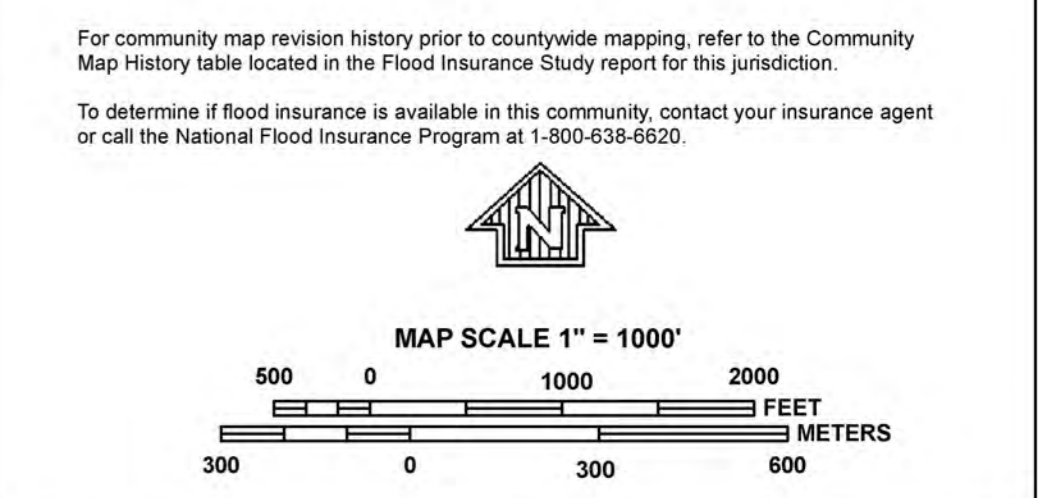 For community map revision history prior to countywide mapping, refer to the Community
Map History table located in the Flood Insurance Study report for this jurisdiction.
To determine if flood insurance is available in this community, contact your insurance agent
or call the National Flood Insurance Program at 1-800-638-6620.
N
MAP SCALE 1" = 1000'
500 0 1000 2000
FEET
METERS
300 0 300 600